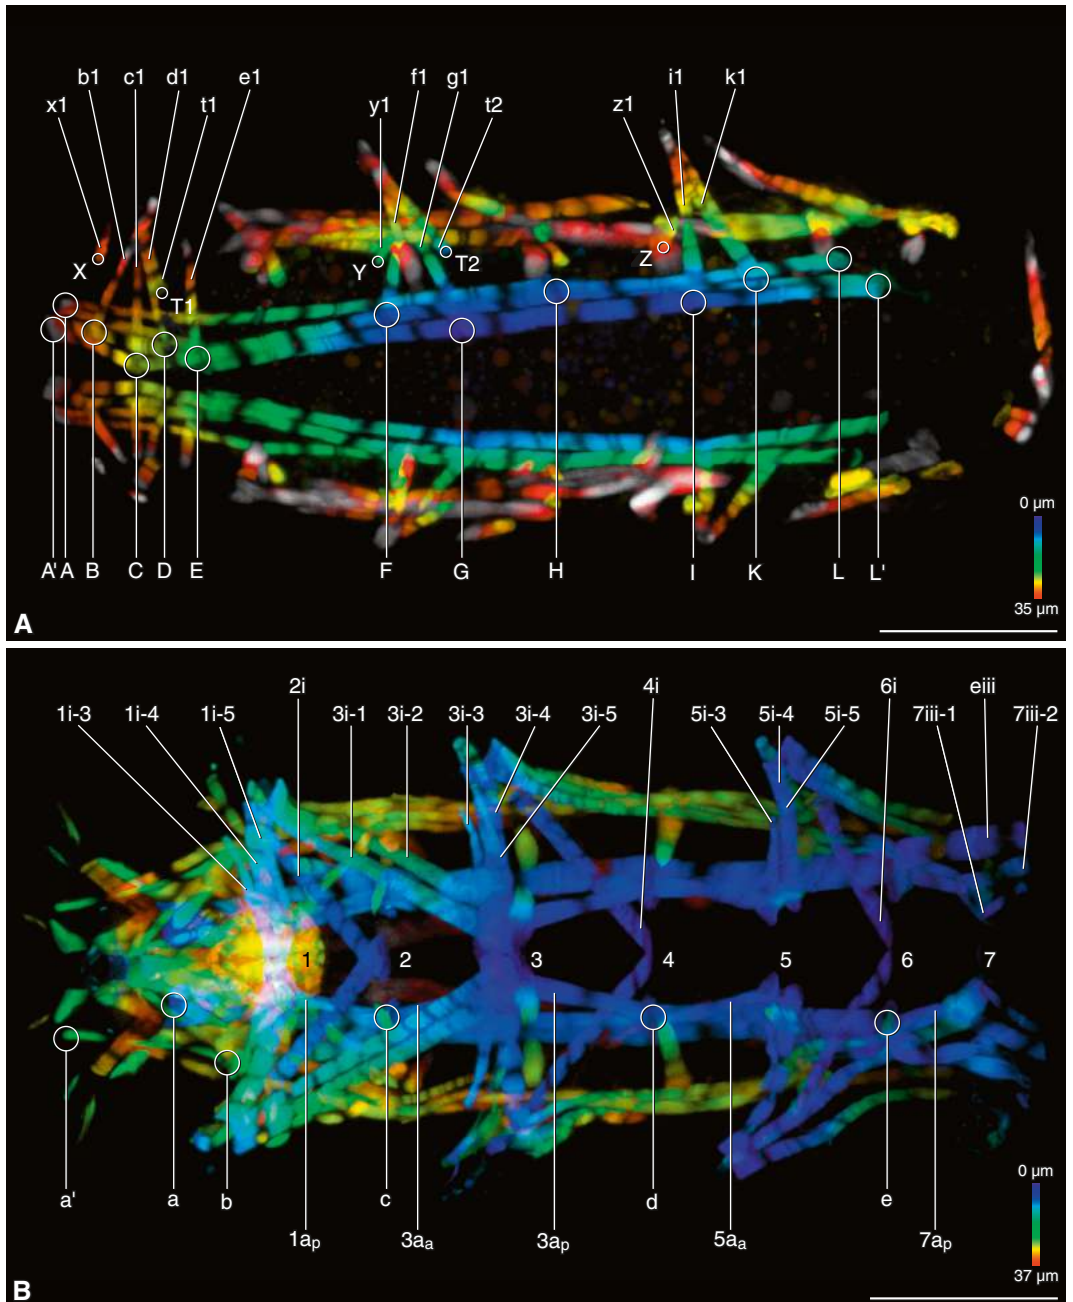 b1 c1 d1 e1 f1 g1 i1 k1
x1 t1 y1 t2 z1
X T1 Y T2 Z
A' A B C D E F G H I K L L'
0 µm
35 µm
A
2i 4i 6i eiii
1i-3 1i-4 1i-5 3i-1 3i-2 3i-3 3i-4 3i-5 5i-3 5i-4 5i-5 7iii-1 7iii-2
1 2 3 4 5 6 7
a' a b c d e
1ap 3aa 3ap 5aa 7ap
0 µm
37 µm
B